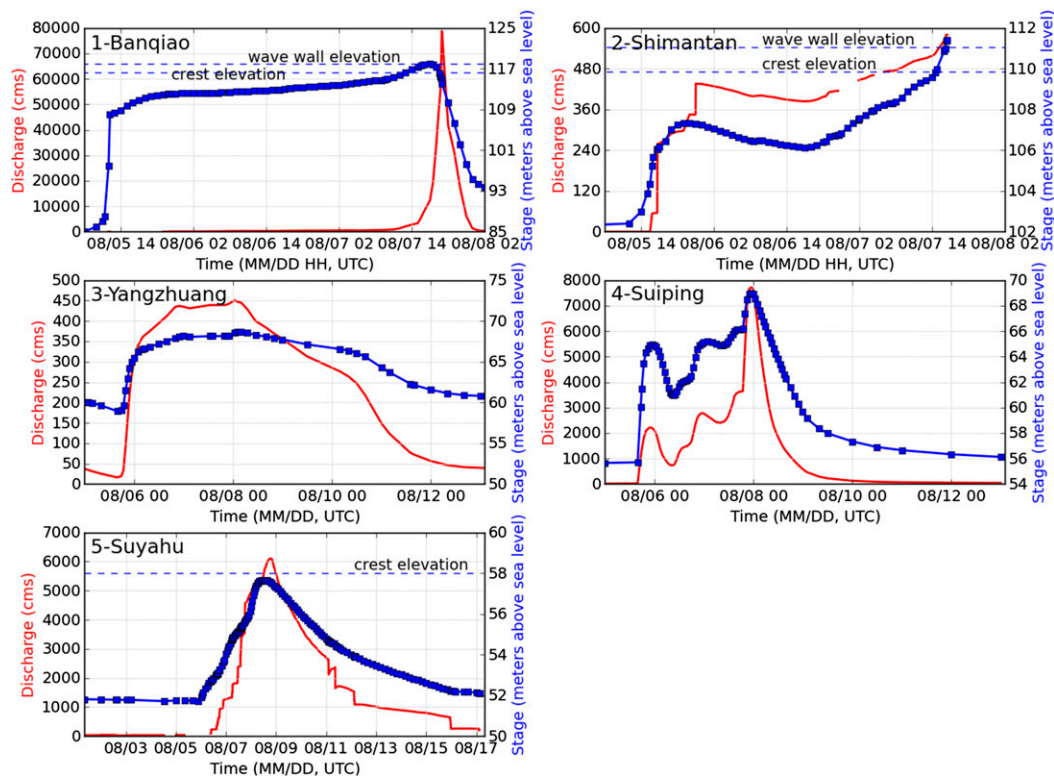 1-Banqiao
wave wall elevation
crest elevation
80000
70000
60000
50000
40000
30000
20000
10000
0
Discharge (cms)
125
117
109
101
93
85
Stage (meters above sea level)
08/05 14 08/06 02 08/06 14 08/07 02 08/07 14 08/08 02
Time (MM/DD HH, UTC)
2-Shimantan
wave wall elevation
crest elevation
600
480
360
240
120
0
Discharge (cms)
112
110
108
106
104
102
Stage (meters above sea level)
08/05 14 08/06 02 08/06 14 08/07 02 08/07 14 08/08 02
Time (MM/DD HH, UTC)
3-Yangzhuang
500
450
400
350
300
250
200
150
100
50
0
Discharge (cms)
75
70
65
60
55
50
Stage (meters above sea level)
08/06 00 08/08 00 08/10 00 08/12 00
Time (MM/DD, UTC)
4-Suiping
8000
7000
6000
5000
4000
3000
2000
1000
0
Discharge (cms)
70
68
66
64
62
60
58
56
54
Stage (meters above sea level)
08/06 00 08/08 00 08/10 00 08/12 00
Time (MM/DD, UTC)
5-Suyahu
crest elevation
7000
6000
5000
4000
3000
2000
1000
0
Discharge (cms)
60
58
56
54
52
50
Stage (meters above sea level)
08/03 08/05 08/07 08/09 08/11 08/13 08/15 08/17
Time (MM/DD, UTC)